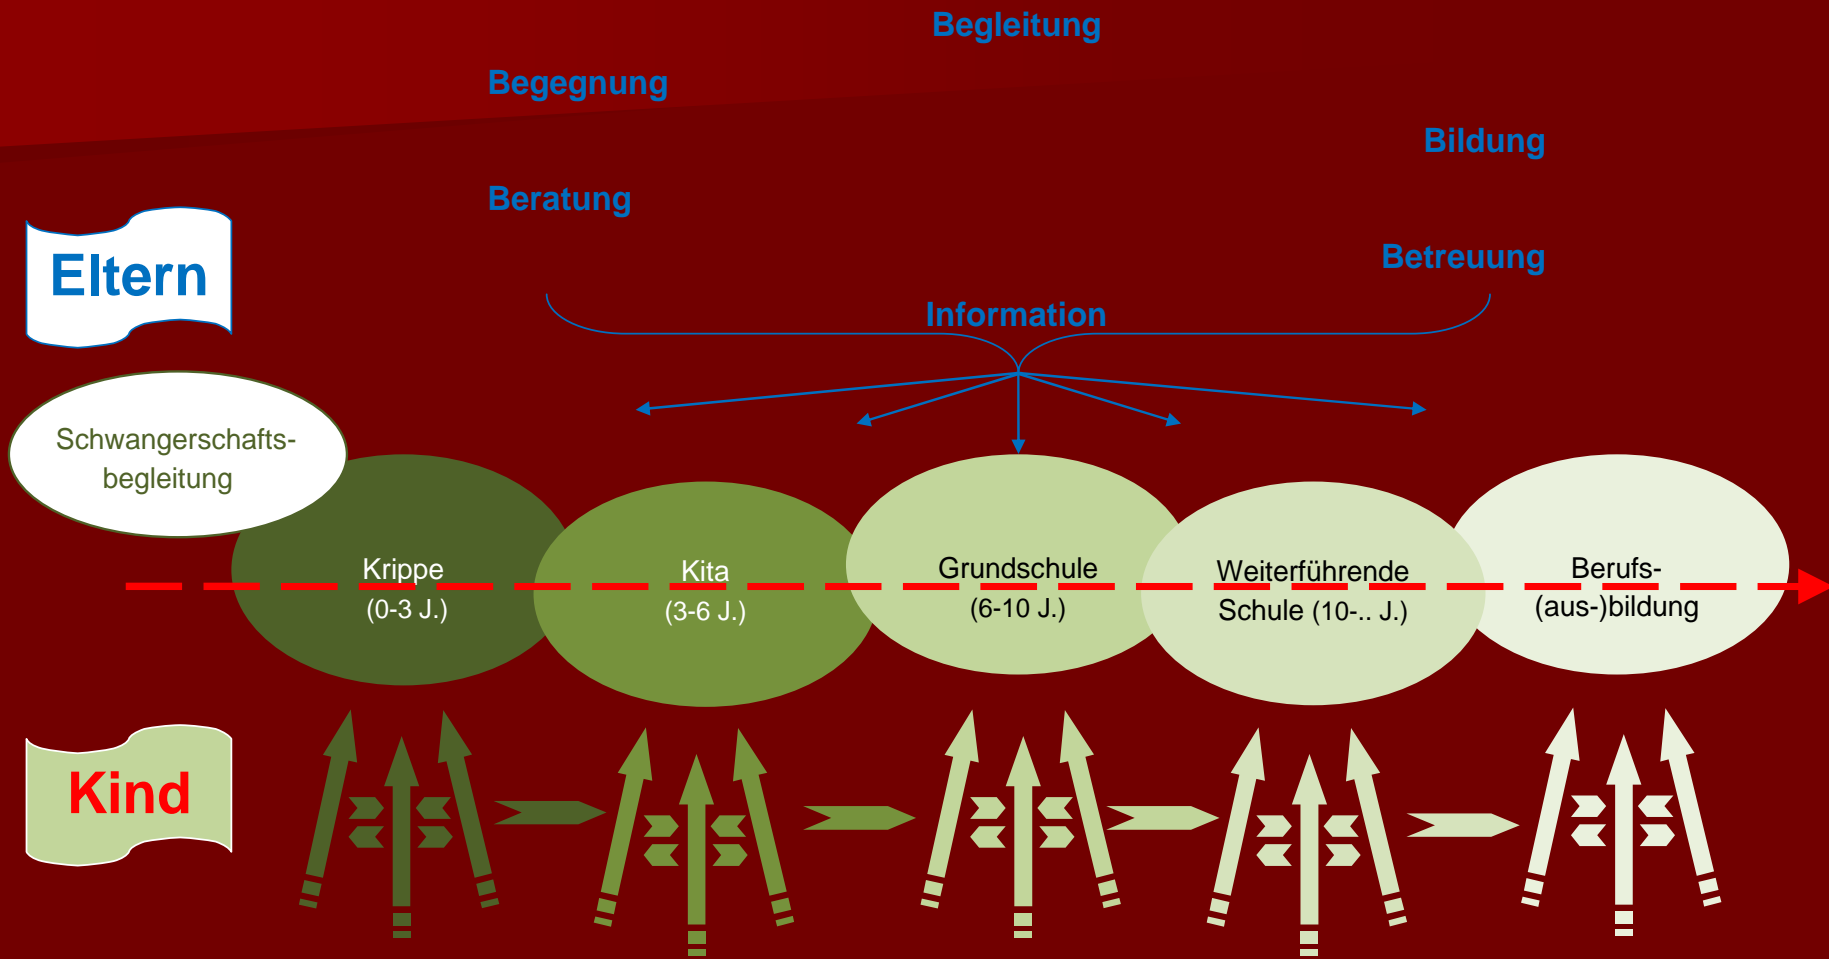 Begleitung
Begegnung
Bildung
Beratung
Eltern
Betreuung
Information
Schwangerschafts-
begleitung
Krippe
(0-3 J.)
Kita
(3-6 J.)
Grundschule
(6-10 J.)
Weiterführende
Schule (10-.. J.)
Berufs-
(aus-)bildung
Kind